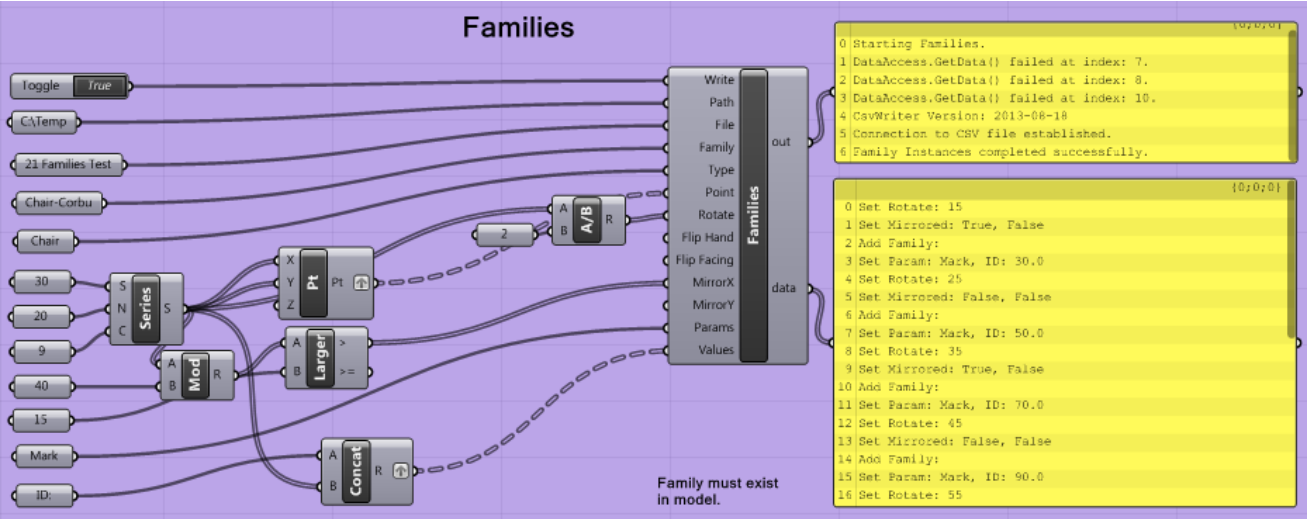 Families
Toggle True
C:\Temp
21 Families Test
Chair-Corbu
Chair
30
20
9
40
15
Mark
ID:
S
N
C
Series
S
A
B
Mod
R
X
Y
Z
Pt
Pt
A
B
Larger
>
>=
A
B
Concat
R
2
A
B
A/B
R
Write
Path
File
Family
Type
Point
Rotate
Flip Hand
Flip Facing
MirrorX
MirrorY
Params
Values
Families
out
data
Family must exist
in model.
{0;0;0}
0 Starting Families.
1 DataAccess.GetData() failed at index: 7.
2 DataAccess.GetData() failed at index: 8.
3 DataAccess.GetData() failed at index: 10.
4 CsvWriter Version: 2013-08-18
5 Connection to CSV file established.
6 Family Instances completed successfully.
{0;0;0}
0 Set Rotate: 15
1 Set Mirrored: True, False
2 Add Family:
3 Set Param: Mark, ID: 30.0
4 Set Rotate: 25
5 Set Mirrored: False, False
6 Add Family:
7 Set Param: Mark, ID: 50.0
8 Set Rotate: 35
9 Set Mirrored: True, False
10 Add Family:
11 Set Param: Mark, ID: 70.0
12 Set Rotate: 45
13 Set Mirrored: False, False
14 Add Family:
15 Set Param: Mark, ID: 90.0
16 Set Rotate: 55